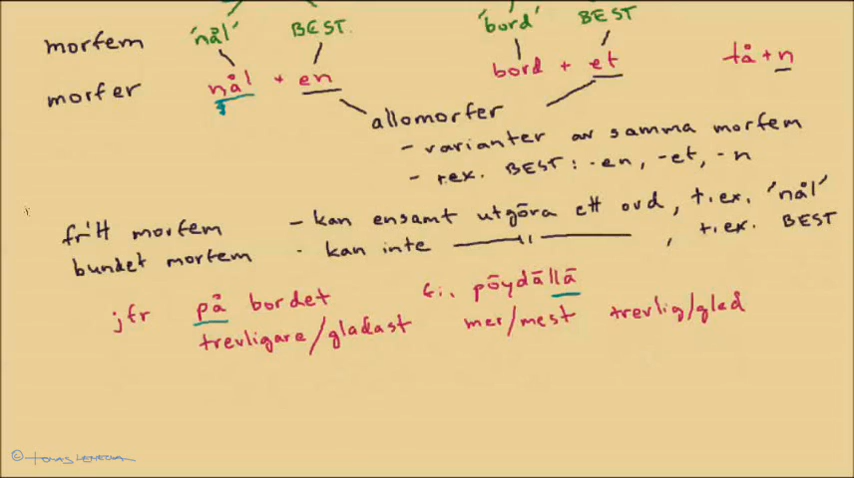 morfem 'nål' BEST. 'bord' BEST
morfer nål + en bord + et tå + n
allomorfer
- varianter av samma morfem
- t.ex. BEST : -en, -et, -n
fritt morfem - kan ensamt utgöra ett ord, t.ex. 'nål'
bundet morfem - kan inte —"— , t.ex. BEST
jfr på bordet fi. pöydällä
trevligare/gladast mer/mest trevlig/glad
©